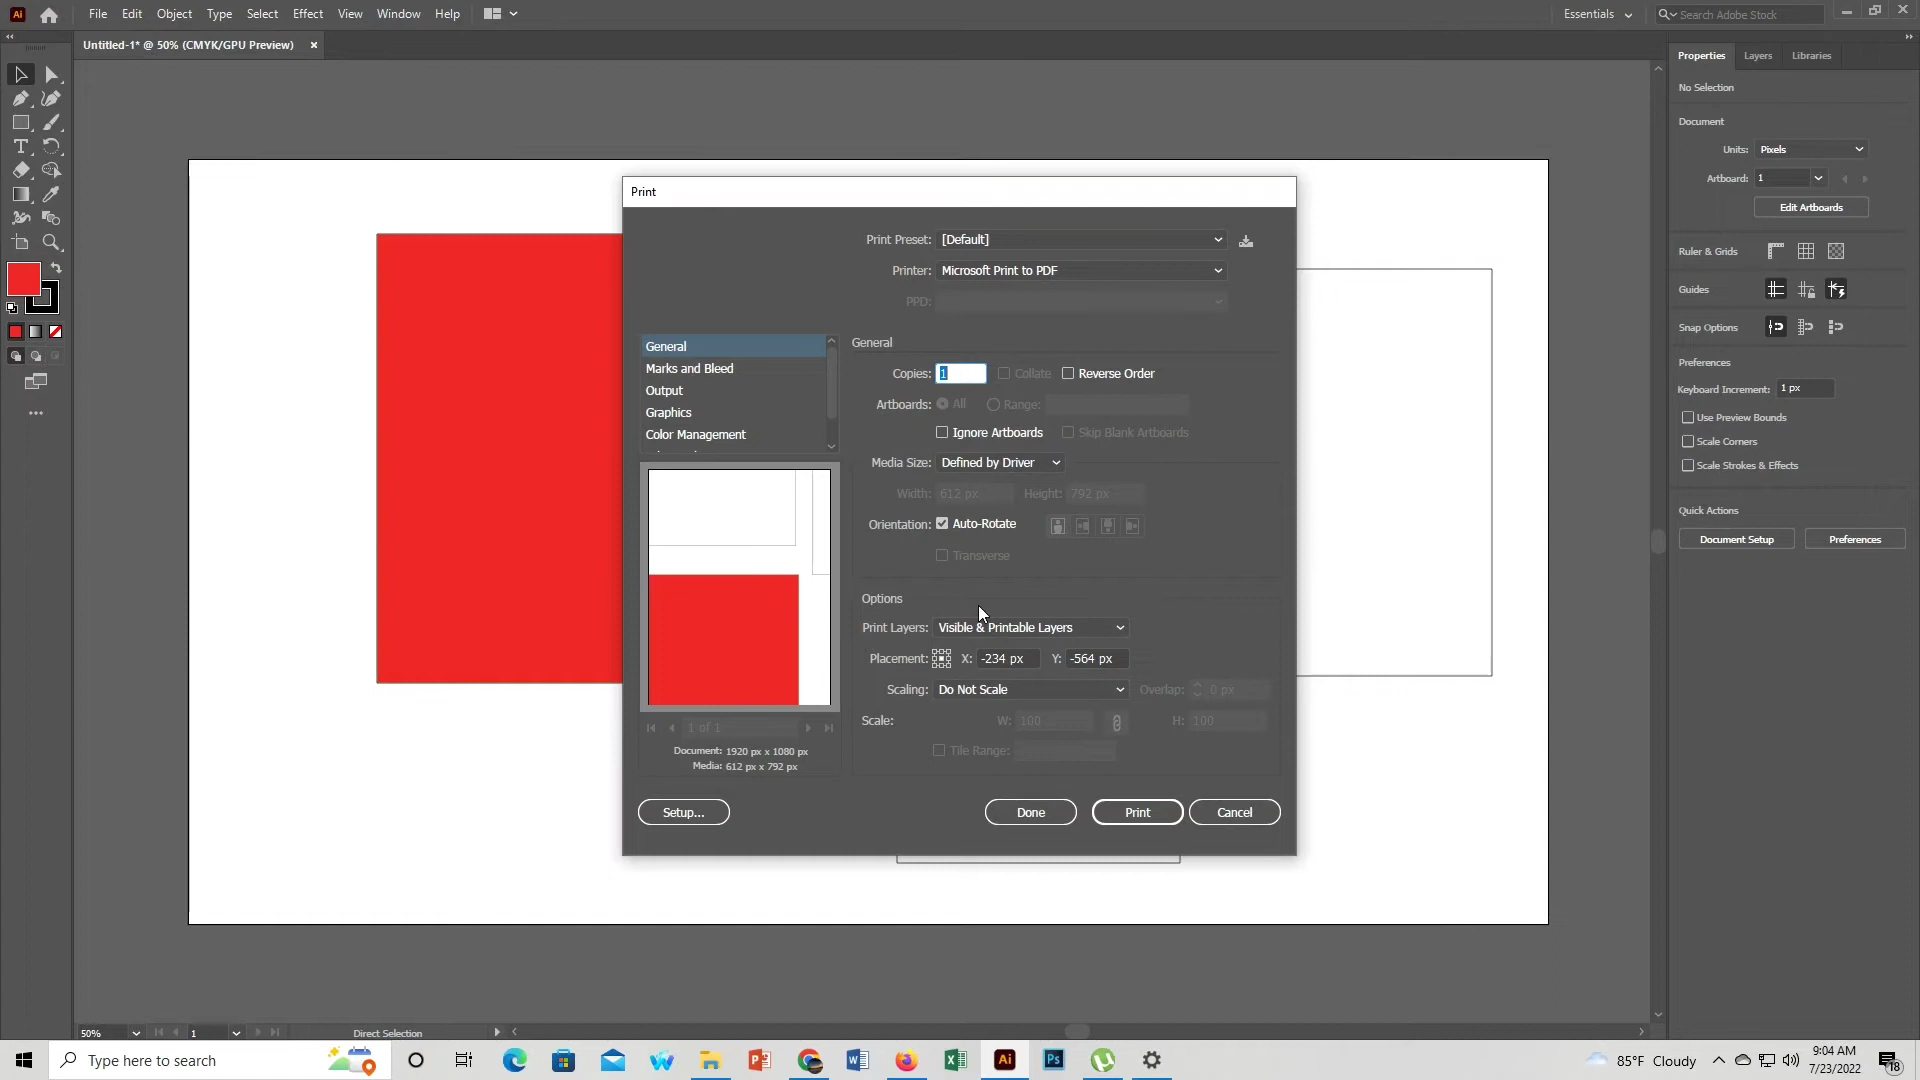 Ai File Edit Object Type Select Effect View Window Help Essentials Search Adobe Stock
Untitled-1* @ 50% (CMYK/GPU Preview) ×
Properties Layers Libraries
No Selection
Document
Units: Pixels
Artboard: 1
Edit Artboards
Ruler & Grids
Guides
Snap Options
Preferences
Keyboard Increment: 1 px
Use Preview Bounds
Scale Corners
Scale Strokes & Effects
Quick Actions
Document Setup Preferences
Print
Print Preset: [Default]
Printer: Microsoft Print to PDF
PPD:
General
Marks and Bleed
Output
Graphics
Color Management
General
Copies: 1 Collate Reverse Order
Artboards: All Range:
Ignore Artboards Skip Blank Artboards
Media Size: Defined by Driver
Width: 612 px Height: 792 px
Orientation: Auto-Rotate
Transverse
Options
Print Layers: Visible & Printable Layers
Placement: X: -234 px Y: -564 px
Scaling: Do Not Scale Overlap: 0 px
Scale: W: 100 H: 100
Tile Range:
1 of 1
Document: 1920 px x 1080 px
Media: 612 px x 792 px
Setup... Done Print Cancel
50% 1 Direct Selection
Type here to search
Ai Ps
85°F Cloudy
9:04 AM
7/23/2022
18